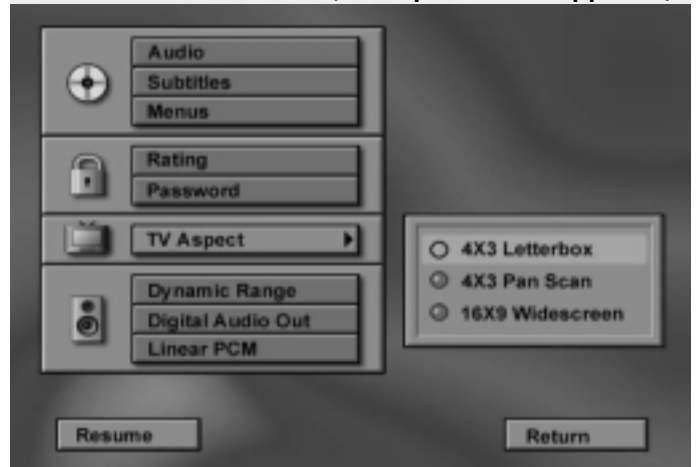 Audio
Subtitles
Menus
Rating
Password
TV Aspect
4X3 Letterbox
4X3 Pan Scan
16X9 Widescreen
Dynamic Range
Digital Audio Out
Linear PCM
Resume
Return